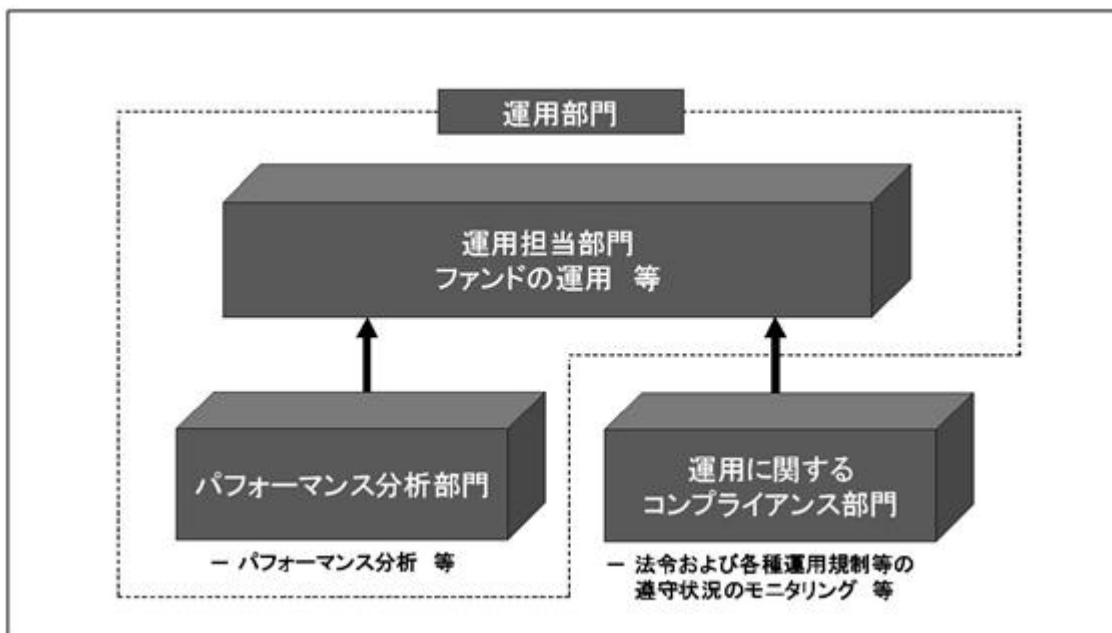 運用部門
運用担当部門
ファンドの運用 等
パフォーマンス分析部門
－ パフォーマンス分析 等
運用に関する
コンプライアンス部門
－ 法令および各種運用規制等の
遵守状況のモニタリング 等